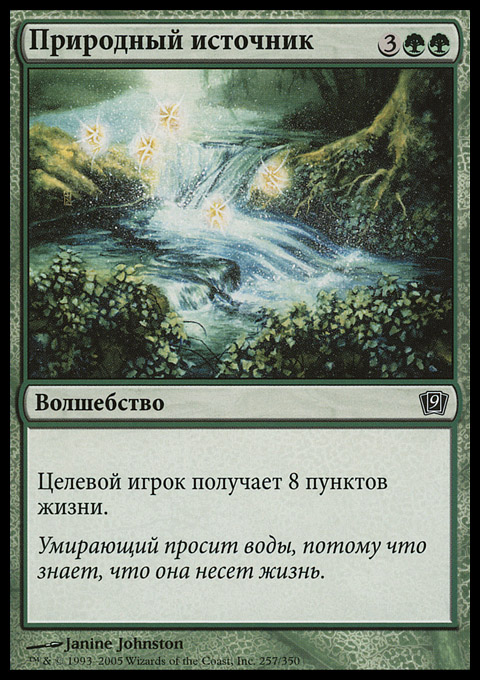 Природный источник 3
Волшебство 9
Целевой игрок получает 8 пунктов
жизни.
Умирающий просит воды, потому что
знает, что она несет жизнь.
Janine Johnston
™ & © 1993–2005 Wizards of the Coast, Inc. 257/350